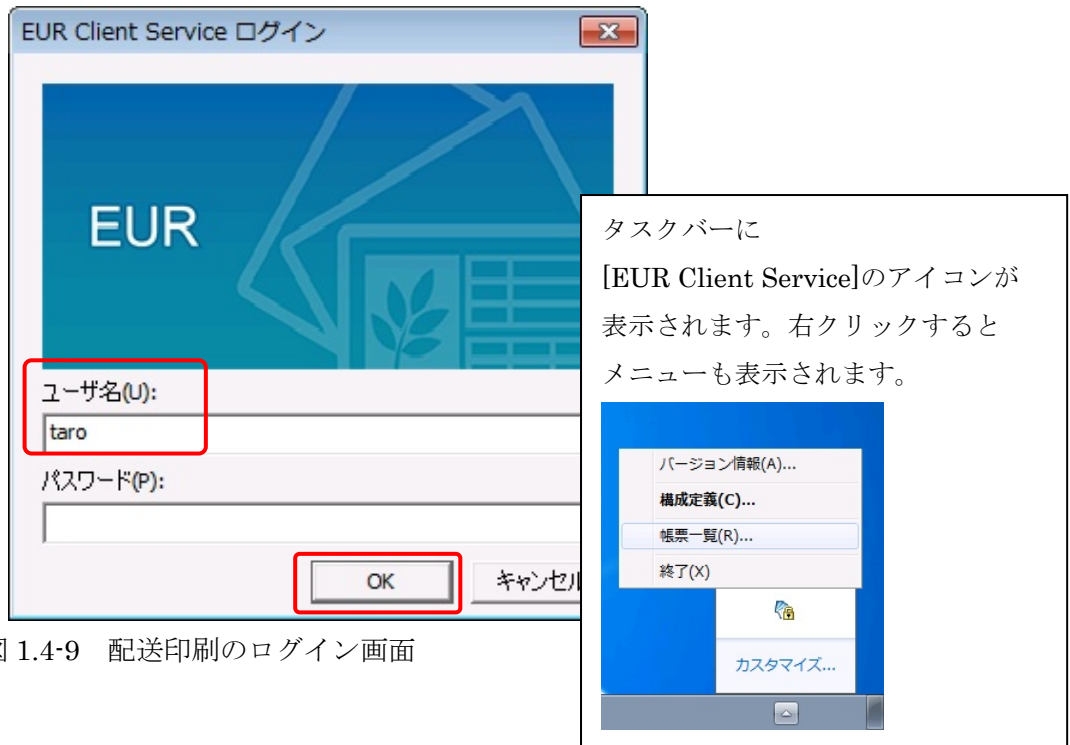 EUR Client Service ログイン
EUR
ユーザ名(U):
taro
パスワード(P):
OK
キャンセル
図 1.4-9　配送印刷のログイン画面
タスクバーに
[EUR Client Service]のアイコンが
表示されます。右クリックすると
メニューも表示されます。
バージョン情報(A)...
構成定義(C)...
帳票一覧(R)...
終了(X)
カスタマイズ...